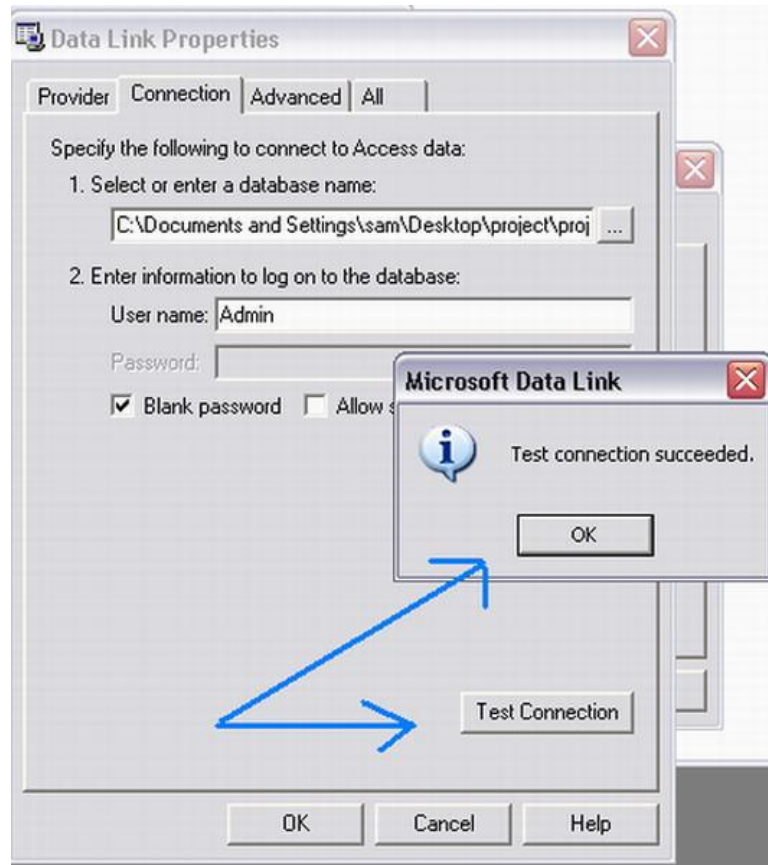 Data Link Properties
Provider Connection Advanced All
Specify the following to connect to Access data:
1. Select or enter a database name:
C:\Documents and Settings\sam\Desktop\project\proj ...
2. Enter information to log on to the database:
User name: Admin
Password:
Blank password Allow
Microsoft Data Link
Test connection succeeded.
OK
Test Connection
OK Cancel Help